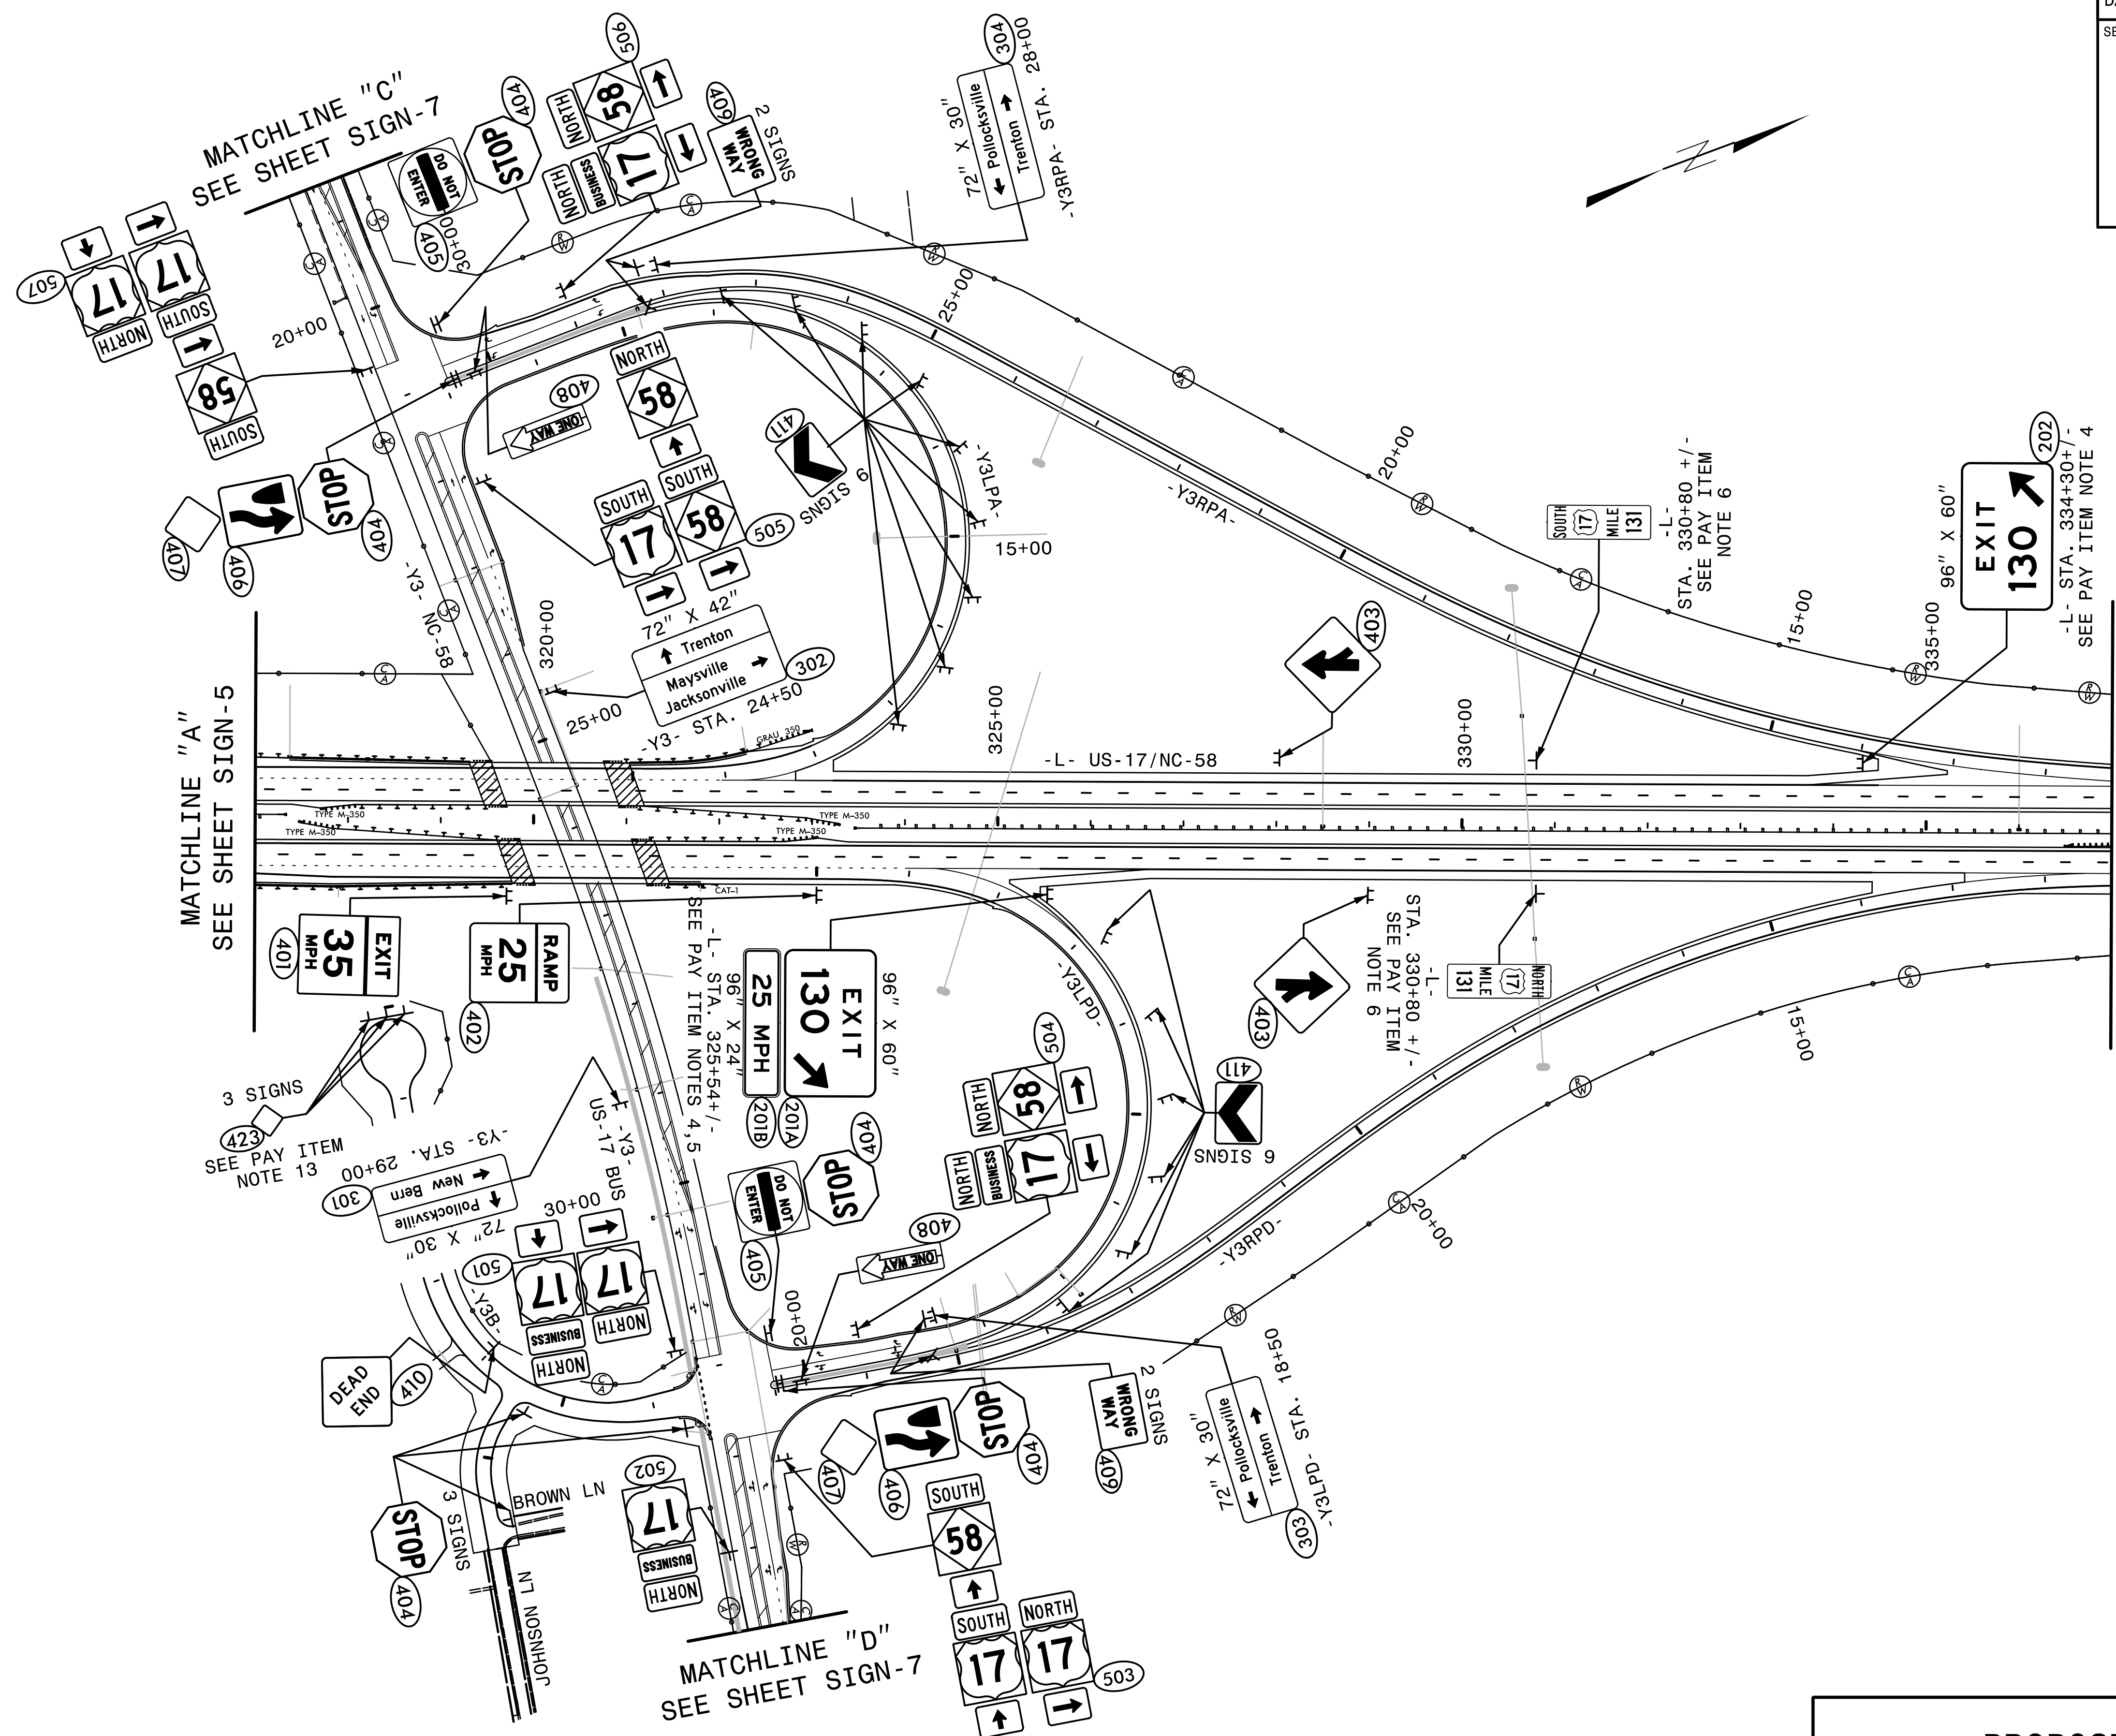 MATCHLINE "C"
SEE SHEET SIGN-7
DO NOT
ENTER
405
30+00
STOP
404
506
NORTH
58
NORTH
BUSINESS
17
409
WRONG
WAY
2 SIGNS
304
72" X 30"
Pollocksville
Trenton
-Y3RPA- STA. 28+00
507
17
NORTH
17
SOUTH
58
SOUTH
20+00
C
A
R
W
25+00
407
406
STOP
404
408
ONE WAY
NORTH
58
SOUTH
17
SOUTH
58
505
411
6 SIGNS
-Y3LPA-
15+00
-Y3RPA-
20+00
SOUTH
17
MILE
131
-L-
STA. 330+80 +/-
SEE PAY ITEM
NOTE 6
15+00
96" X 60"
EXIT
130
202
-L- STA. 334+30+/-
SEE PAY ITEM NOTE 4
335+00
-Y3- NC-58
320+00
72" X 42"
Trenton
Maysville
Jacksonville
302
-Y3- STA. 24+50
25+00
GRAU 350
403
325+00
330+00
-L- US-17/NC-58
MATCHLINE "A"
SEE SHEET SIGN-5
TYPE M-350
TYPE M-350
TYPE M-350
TYPE M-350
CAT-1
401
EXIT
35
MPH
RAMP
25
MPH
402
SEE PAY ITEM NOTES 4,5
-L- STA. 325+54+/-
96" X 24"
25 MPH
EXIT
130
96" X 60"
201B
201A
-Y3LPD-
403
STA. 330+80 +/-
-L-
SEE PAY ITEM
NOTE 6
NORTH
17
MILE
131
15+00
3 SIGNS
423
SEE PAY ITEM
NOTE 13
-Y3- STA. 29+00
New Bern
Pollocksville
301
72" X 30"
-Y3-
US-17 BUS
30+00
501
17
BUSINESS
NORTH
17
NORTH
-Y3B-
DO NOT
ENTER
405
STOP
404
504
NORTH
58
NORTH
BUSINESS
17
411
6 SIGNS
408
ONE WAY
20+00
-Y3RPD-
20+00
DEAD
END
410
STOP
404
3 SIGNS
BROWN LN
JOHNSON LN
502
17
BUSINESS
NORTH
407
406
STOP
404
WRONG
WAY
2 SIGNS
409
72" X 30"
Pollocksville
Trenton
303
-Y3LPD- STA. 18+50
SOUTH
58
SOUTH
17
NORTH
17
503
MATCHLINE "D"
SEE SHEET SIGN-7